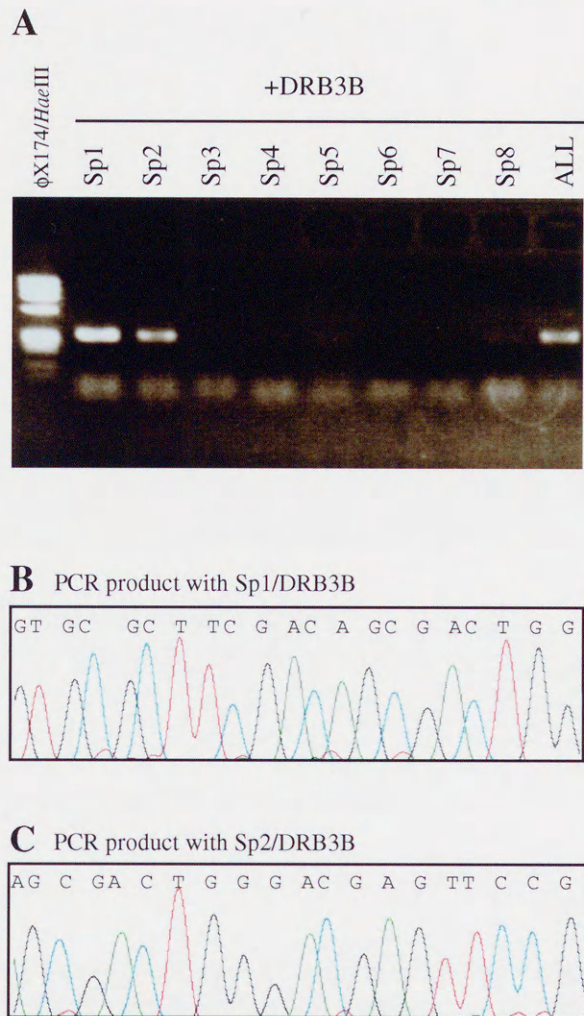 A
+DRB3B
φX174/HaeIII
Sp1
Sp2
Sp3
Sp4
Sp5
Sp6
Sp7
Sp8
ALL
B PCR product with Sp1/DRB3B
GT GC GC T TC G AC A GC G AC T G G
C PCR product with Sp2/DRB3B
AG C GAC T G G G AC G A G TT C C G